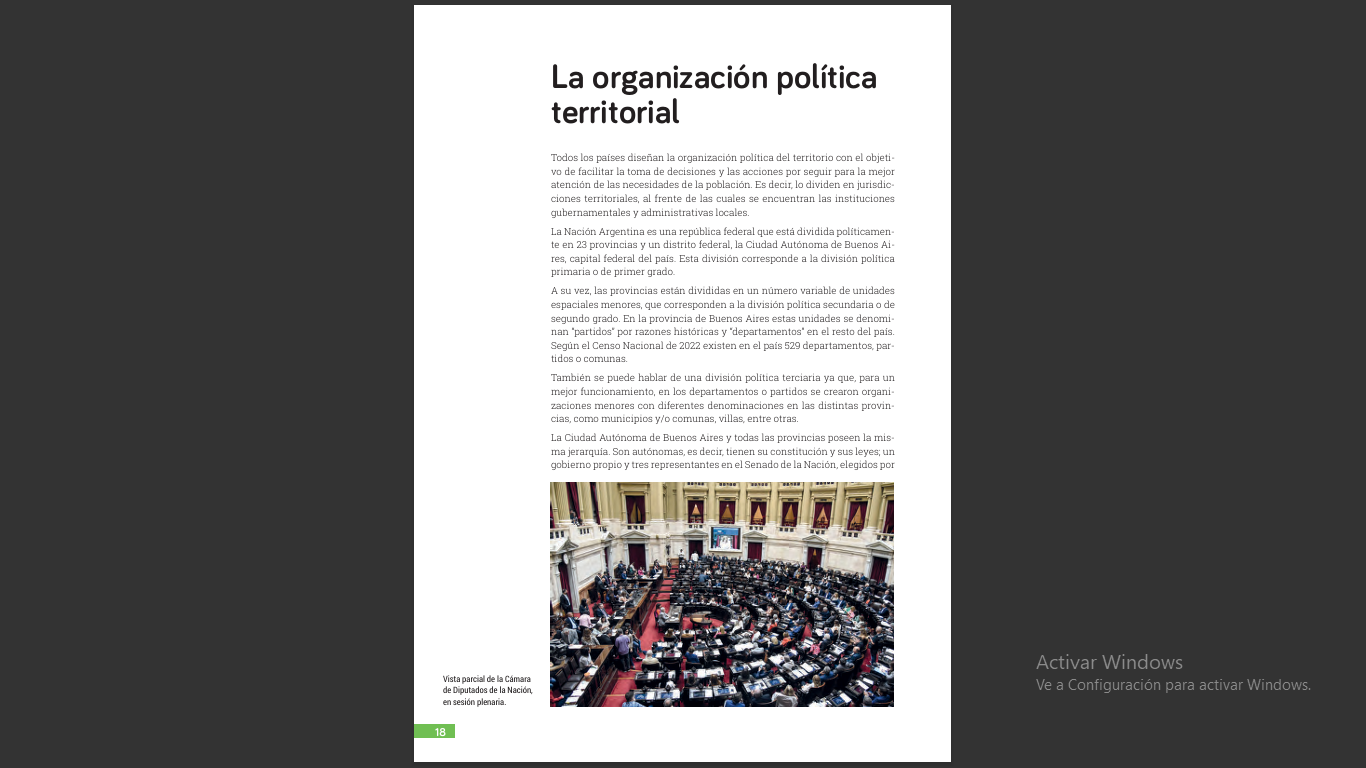 La organización política
territorial
Todos los países diseñan la organización política del territorio con el objeti-
vo de facilitar la toma de decisiones y las acciones por seguir para la mejor
atención de las necesidades de la población. Es decir, lo dividen en jurisdic-
ciones territoriales, al frente de las cuales se encuentran las instituciones
gubernamentales y administrativas locales.
La Nación Argentina es una república federal que está dividida políticamen-
te en 23 provincias y un distrito federal, la Ciudad Autónoma de Buenos Ai-
res, capital federal del país. Esta división corresponde a la división política
primaria o de primer grado.
A su vez, las provincias están divididas en un número variable de unidades
espaciales menores, que corresponden a la división política secundaria o de
segundo grado. En la provincia de Buenos Aires estas unidades se denomi-
nan “partidos” por razones históricas y “departamentos” en el resto del país.
Según el Censo Nacional de 2022 existen en el país 529 departamentos, par-
tidos o comunas.
También se puede hablar de una división política terciaria ya que, para un
mejor funcionamiento, en los departamentos o partidos se crearon organi-
zaciones menores con diferentes denominaciones en las distintas provin-
cias, como municipios y/o comunas, villas, entre otras.
La Ciudad Autónoma de Buenos Aires y todas las provincias poseen la mis-
ma jerarquía. Son autónomas, es decir, tienen su constitución y sus leyes; un
gobierno propio y tres representantes en el Senado de la Nación, elegidos por
Vista parcial de la Cámara
de Diputados de la Nación,
en sesión plenaria.
18
Activar Windows
Ve a Configuración para activar Windows.